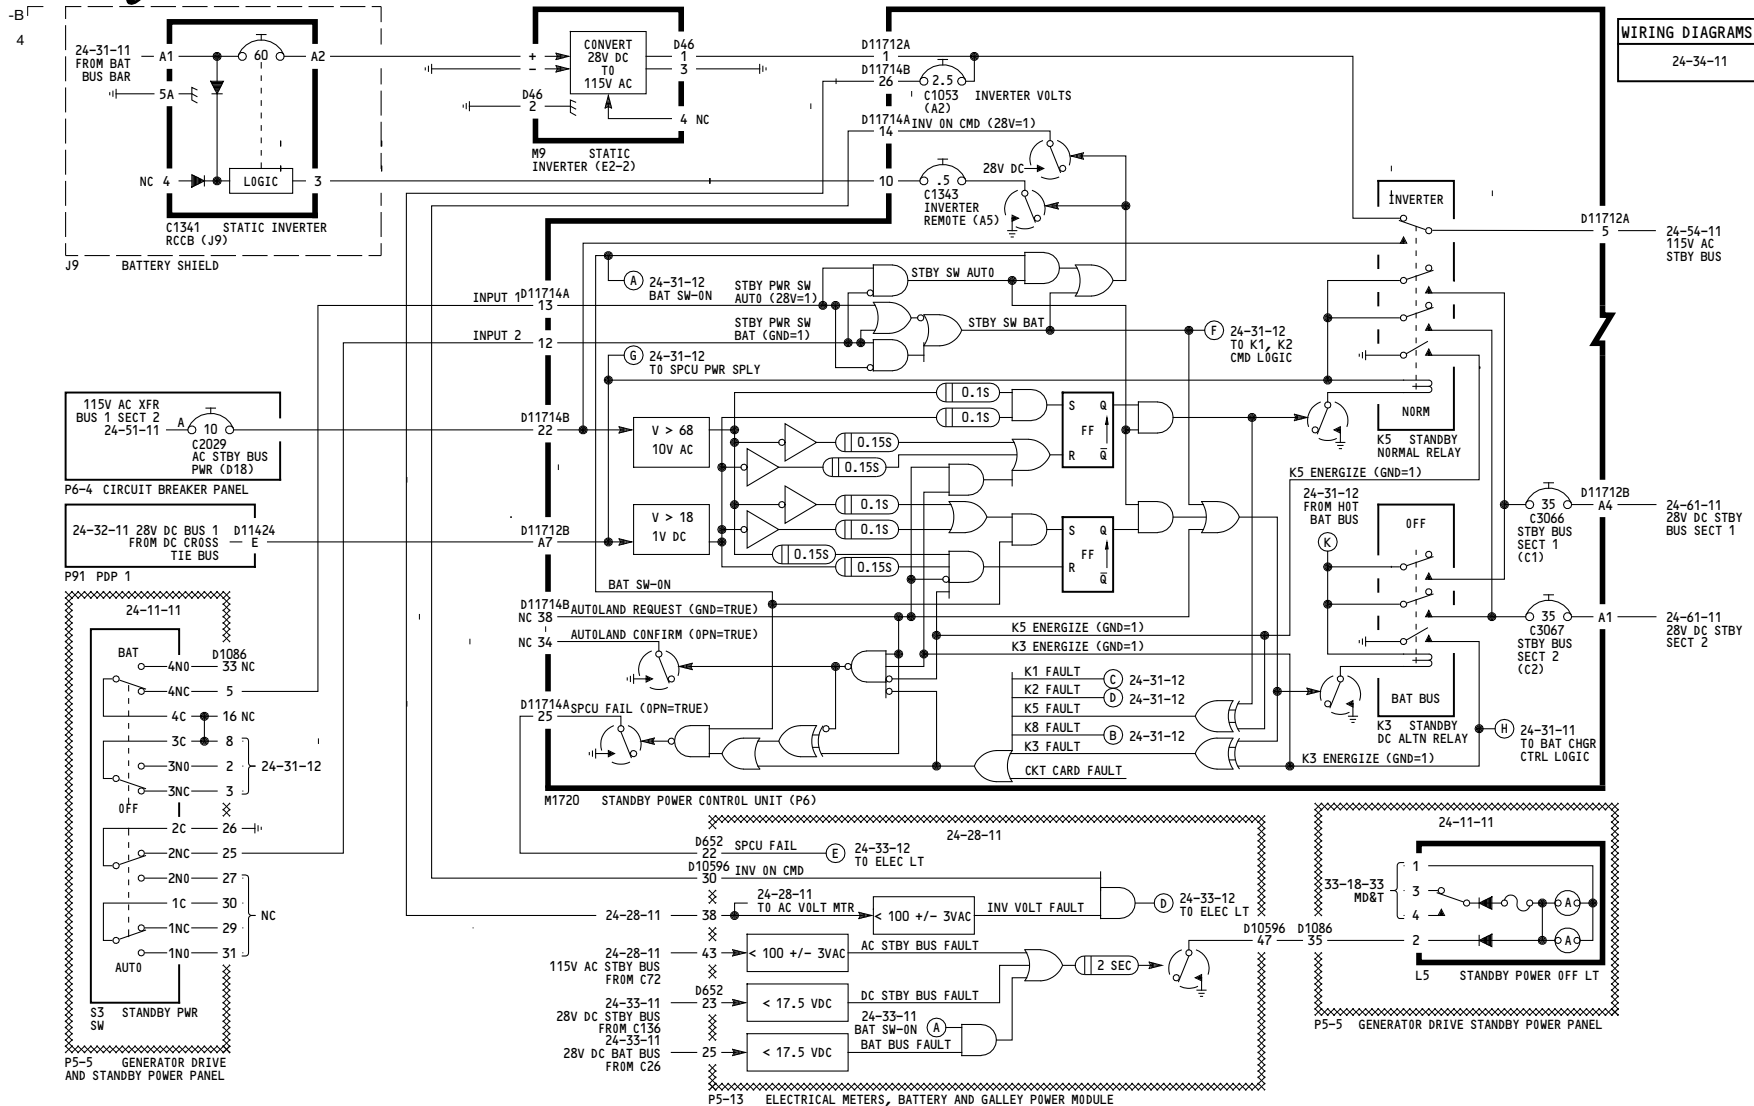 -B
4
24-31-11
FROM BAT
BUS BAR
A1
60
A2
5A
NC 4
LOGIC
3
C1341 STATIC INVERTER
RCCB (J9)
J9 BATTERY SHIELD
+
-
CONVERT
28V DC
TO
115V AC
D46
1
3
D46
2
4 NC
M9 STATIC
INVERTER (E2-2)
D11712A
1
D11714B
26
2.5
C1053
(A2)
INVERTER VOLTS
D11714A
14
INV ON CMD (28V=1)
28V DC
10
.5
C1343
INVERTER
REMOTE (A5)
WIRING DIAGRAMS
24-34-11
INVERTER
D11712A
5
24-54-11
115V AC
STBY BUS
A
24-31-12
BAT SW-ON
STBY SW AUTO
STBY PWR SW
AUTO (28V=1)
INPUT 1
D11714A
13
STBY PWR SW
BAT (GND=1)
STBY SW BAT
INPUT 2
12
F
24-31-12
TO K1, K2
CMD LOGIC
G
24-31-12
TO SPCU PWR SPLY
NORM
K5 STANDBY
NORMAL RELAY
115V AC XFR
BUS 1 SECT 2
24-51-11
A
10
C2029
AC STBY BUS
PWR (D18)
P6-4 CIRCUIT BREAKER PANEL
D11714B
22
V > 68
10V AC
0.1S
0.1S
0.15S
0.15S
S Q
FF
R Q
K5 ENERGIZE (GND=1)
24-32-11 28V DC BUS 1
FROM DC CROSS
TIE BUS
D11424
E
P91 PDP 1
D11712B
A7
V > 18
1V DC
0.1S
0.1S
0.15S
0.15S
S Q
FF
R Q
24-31-12
FROM HOT
BAT BUS
K
OFF
35
C3066
STBY BUS
SECT 1
(C1)
D11712B
A4
24-61-11
28V DC STBY
BUS SECT 1
BAT SW-ON
D11714B
NC 38
AUTOLAND REQUEST (GND=TRUE)
NC 34
AUTOLAND CONFIRM (OPN=TRUE)
K5 ENERGIZE (GND=1)
K3 ENERGIZE (GND=1)
35
C3067
STBY BUS
SECT 2
(C2)
A1
24-61-11
28V DC STBY
SECT 2
K1 FAULT
C
24-31-12
K2 FAULT
D
24-31-12
K5 FAULT
K8 FAULT
B
24-31-12
K3 FAULT
CKT CARD FAULT
BAT BUS
K3 STANDBY
DC ALTN RELAY
K3 ENERGIZE (GND=1)
H
24-31-11
TO BAT CHGR
CTRL LOGIC
D11714A
25
SPCU FAIL (OPN=TRUE)
M1720 STANDBY POWER CONTROL UNIT (P6)
24-11-11
BAT
D1086
4NO 33 NC
4NC 5
4C 16 NC
3C 8
3NO 2
24-31-12
3NC 3
OFF
2C 26
2NC 25
2NO 27
1C 30
NC
1NC 29
1NO 31
AUTO
S3 STANDBY PWR
SW
P5-5 GENERATOR DRIVE
AND STANDBY POWER PANEL
24-28-11
D652
22
SPCU FAIL
E
24-33-12
TO ELEC LT
D10596
30
INV ON CMD
24-28-11
38
24-28-11
TO AC VOLT MTR
< 100 +/- 3VAC
INV VOLT FAULT
D
24-33-12
TO ELEC LT
24-28-11
115V AC STBY BUS
FROM C72
43
< 100 +/- 3VAC
AC STBY BUS FAULT
2 SEC
D652
23
24-33-11
28V DC STBY BUS
FROM C136
< 17.5 VDC
DC STBY BUS FAULT
24-33-11
BAT SW-ON
A
24-33-11
28V DC BAT BUS
FROM C26
25
< 17.5 VDC
BAT BUS FAULT
P5-13 ELECTRICAL METERS, BATTERY AND GALLEY POWER MODULE
D10596
47
D1086
35
24-11-11
33-18-33
MD&T
1
3
4
2
A
A
L5 STANDBY POWER OFF LT
P5-5 GENERATOR DRIVE STANDBY POWER PANEL